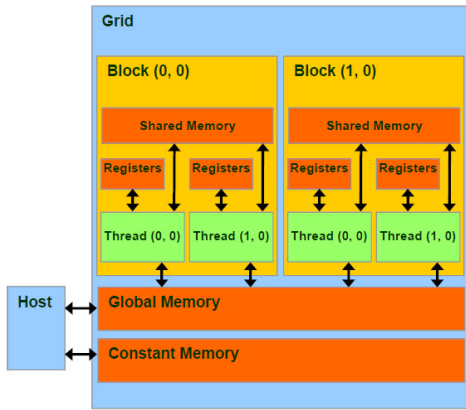 Grid
Block (0, 0)
Block (1, 0)
Shared Memory
Shared Memory
Registers
Registers
Registers
Registers
Thread (0, 0)
Thread (1, 0)
Thread (0, 0)
Thread (1, 0)
Host
Global Memory
Constant Memory